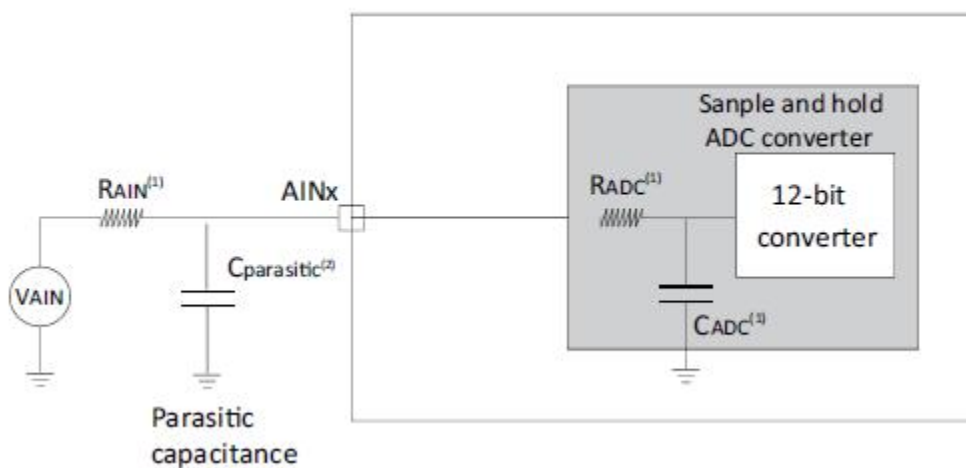 Sanple and hold
ADC converter
RAIN(1)
AINx
RADC(1)
12-bit
converter
Cparasitic(2)
VAIN
CADC(1)
Parasitic
capacitance